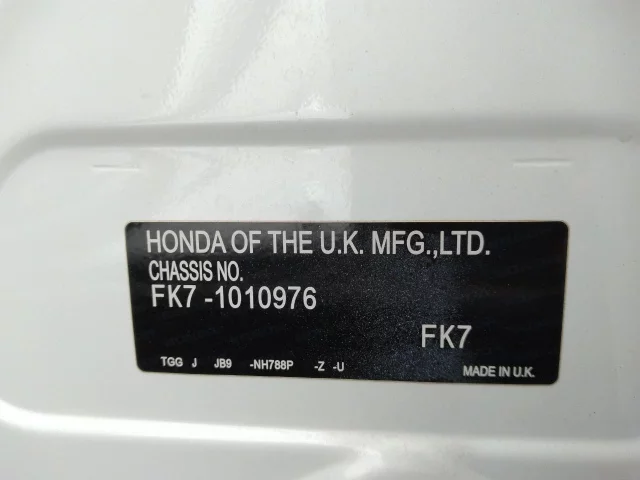 HONDA OF THE U.K. MFG.,LTD.
CHASSIS NO.
FK7 -1010976
FK7
TGG J JB9 -NH788P -Z -U
MADE IN U.K.